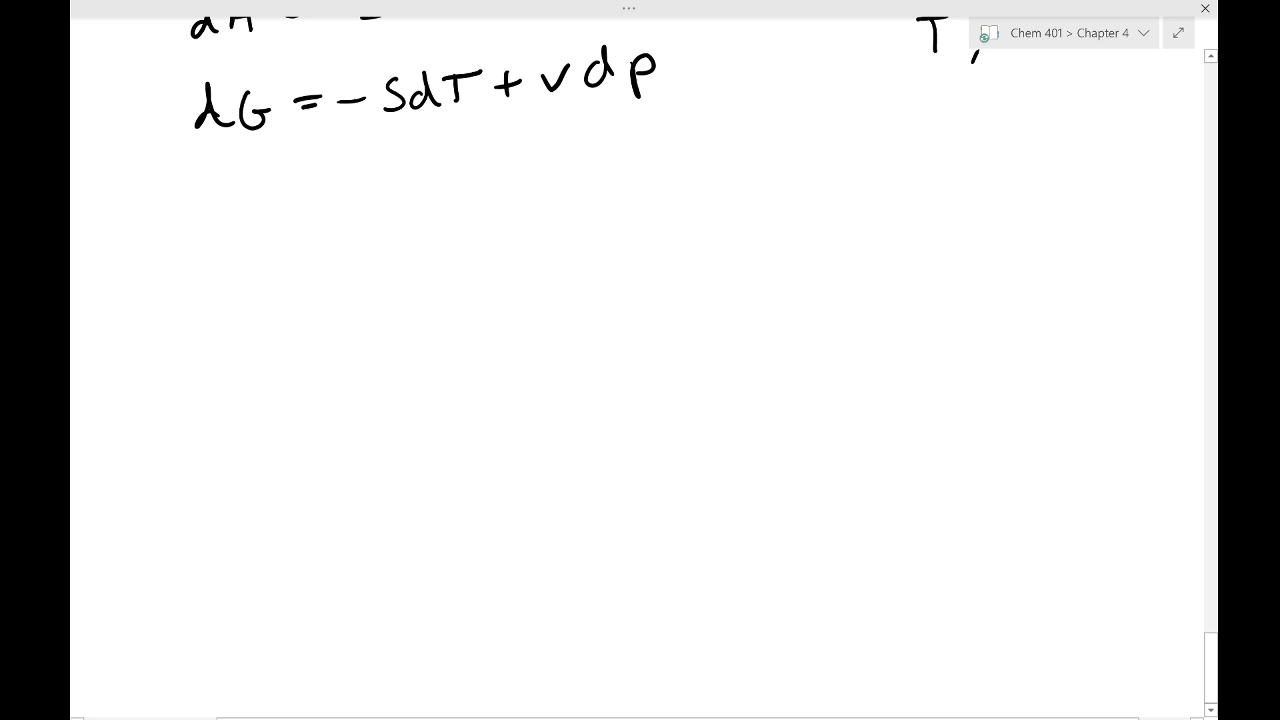 Chem 401 > Chapter 4
T,
dG = - SdT + vdp